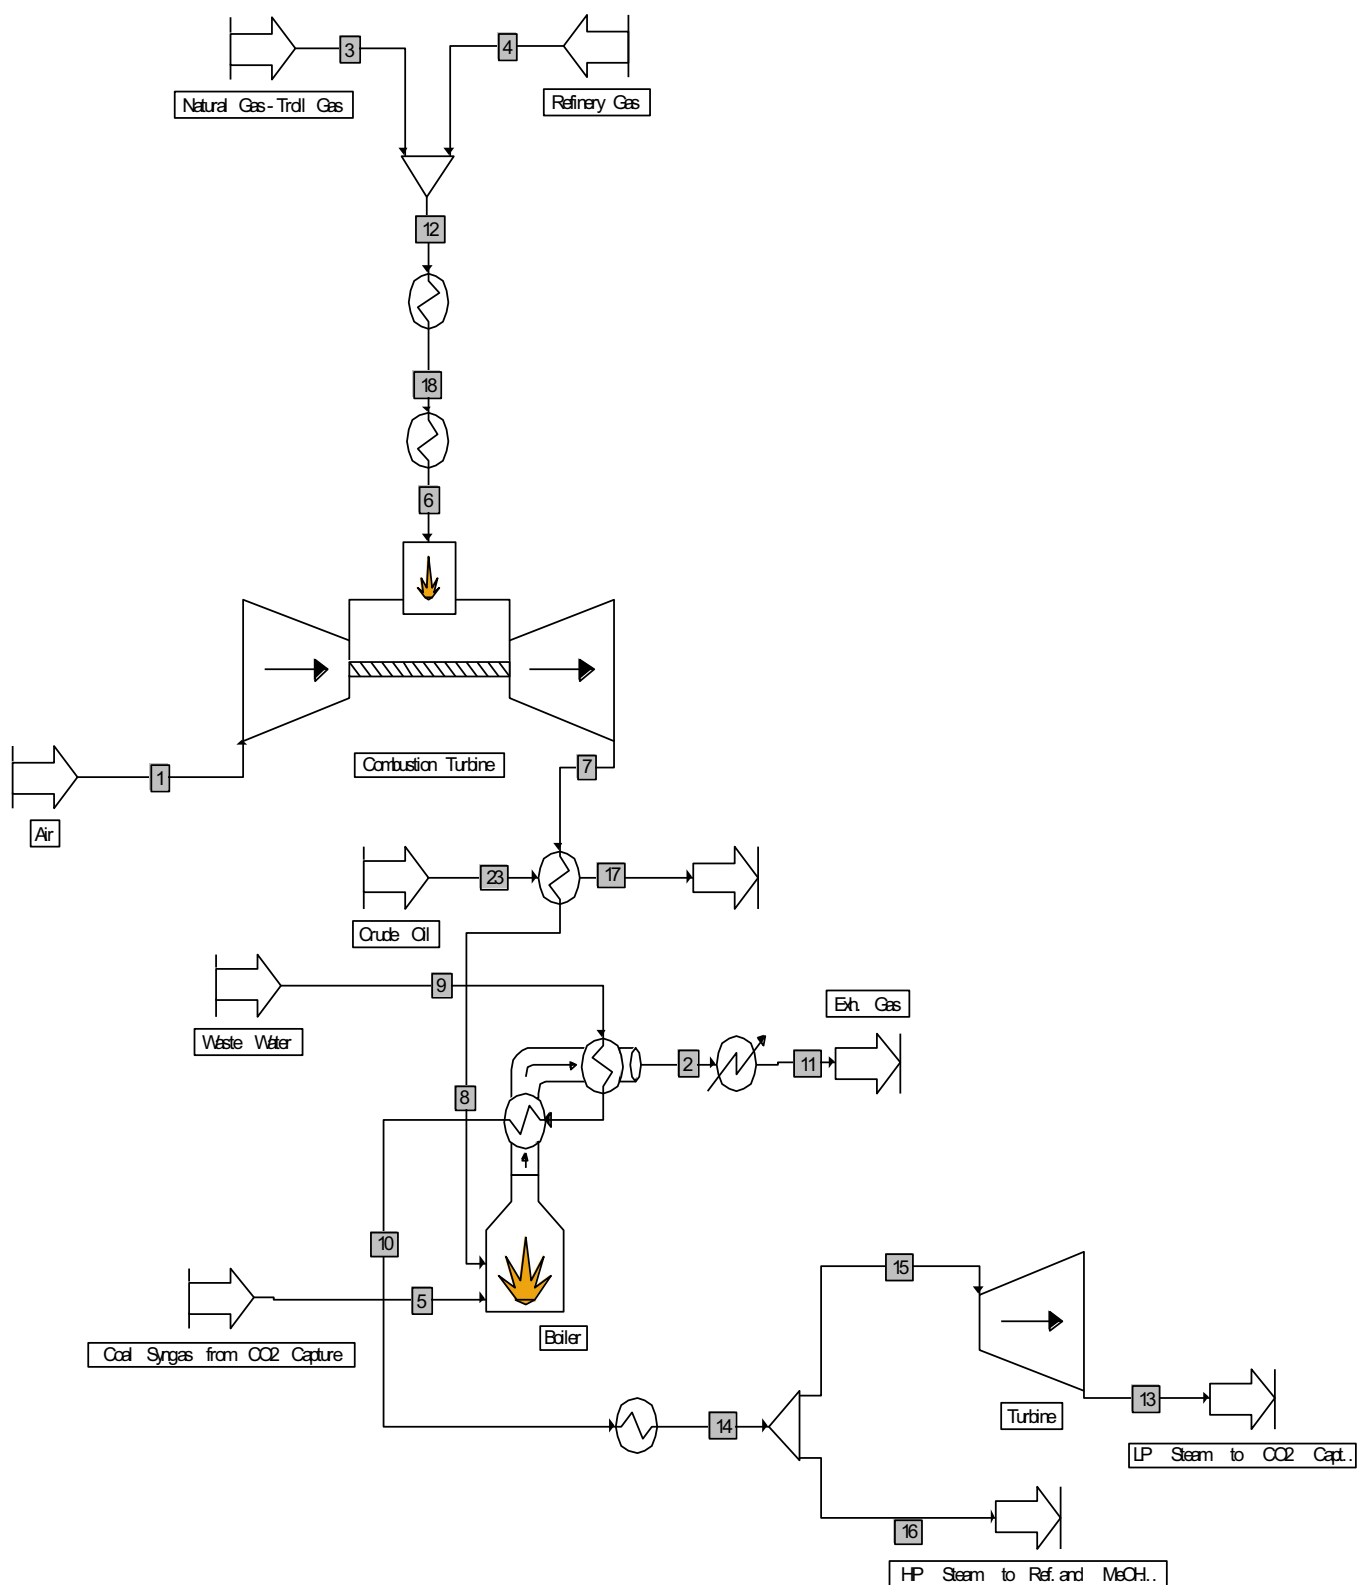 3
4
Natural Gas-Troll Gas
Refinery Gas
12
18
6
Combustion Turbine
7
1
Air
23
17
Crude Oil
9
Exh. Gas
Waste Water
2
11
8
10
15
5
Boiler
Coal Syngas from CO2 Capture
14
13
Turbine
LP Steam to CO2 Capt..
16
HP Steam to Ref. and MeOH..